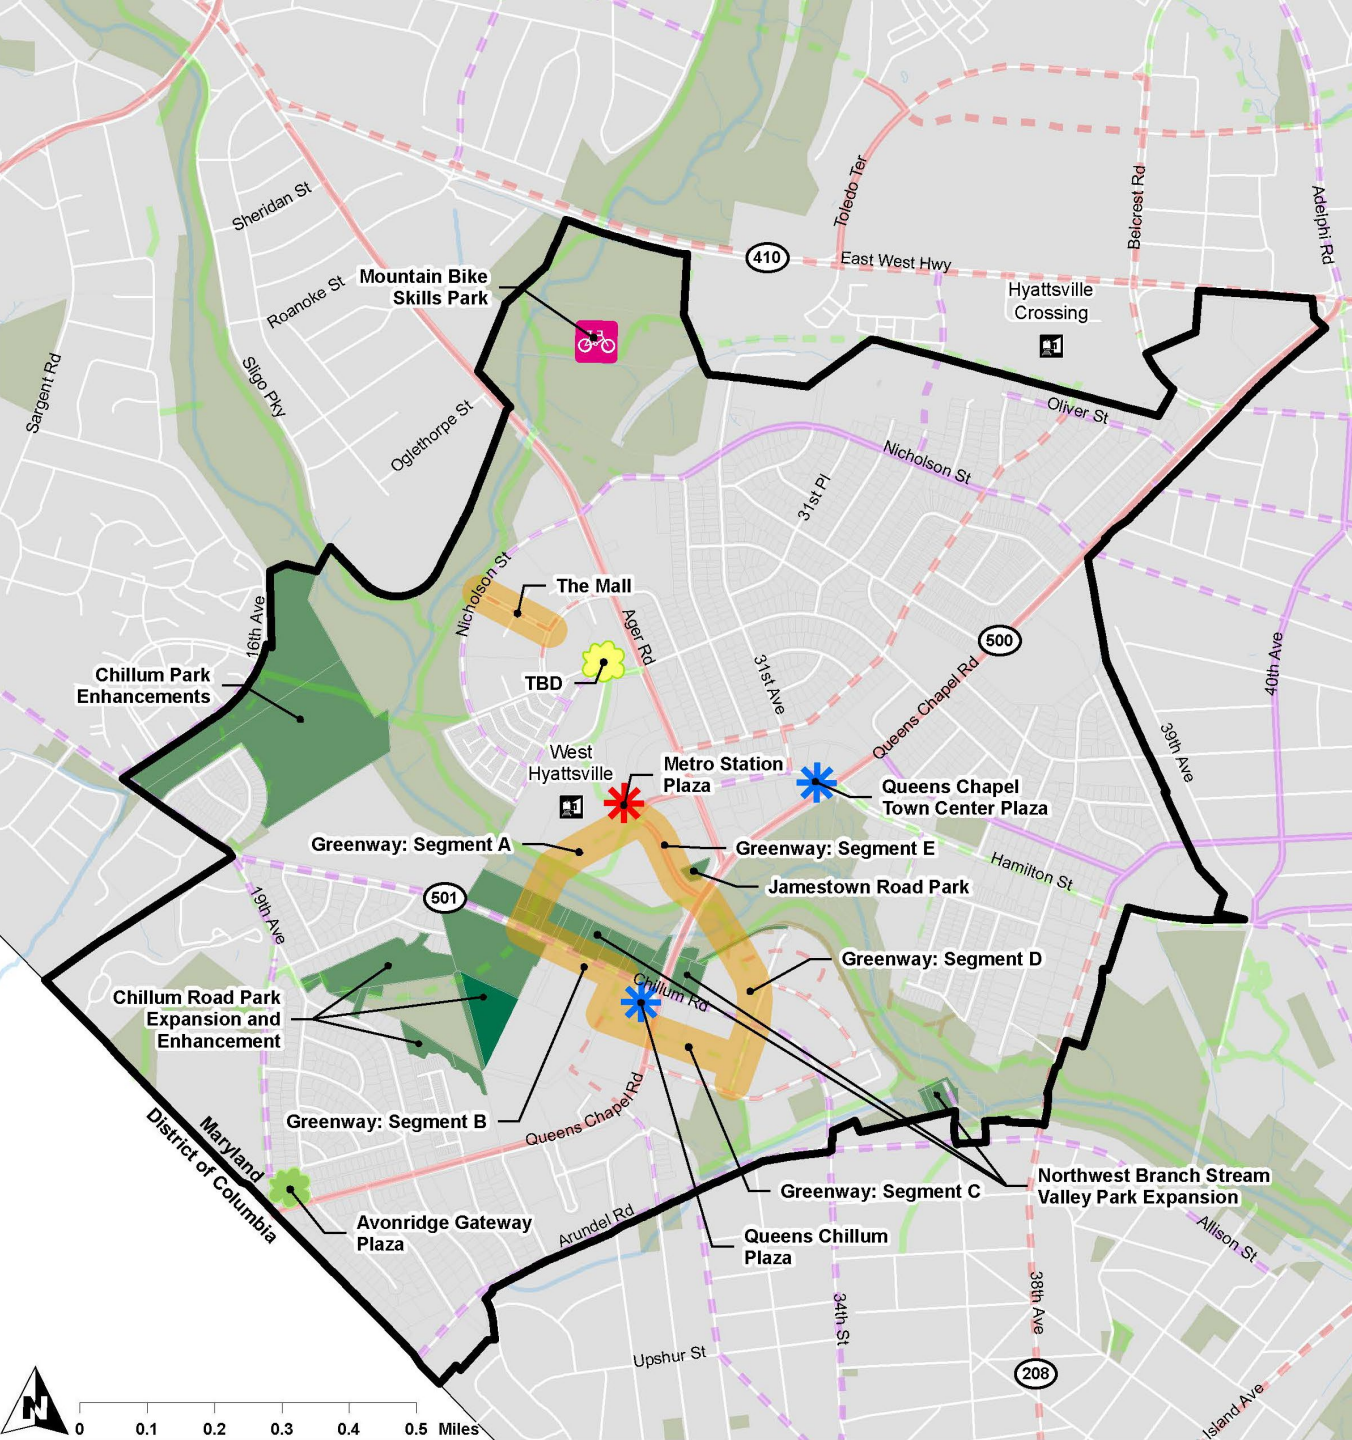 Sheridan St
Toledo Ter
Belcrest Rd
Adelphi Rd
410
East West Hwy
Mountain Bike
Skills Park
Roanoke St
Hyattsville
Crossing
Sargent Rd
Sligo Pky
Oglethorpe St
Oliver St
Nicholson St
31st Pl
Nicholson St
The Mall
16th Ave
Ager Rd
500
40th Ave
Chillum Park
Enhancements
TBD
31st Ave
Queens Chapel Rd
39th Ave
West
Hyattsville
Metro Station
Plaza
Queens Chapel
Town Center Plaza
Greenway: Segment A
Greenway: Segment E
Hamilton St
Jamestown Road Park
501
19th Ave
Greenway: Segment D
Chillum Rd
Chillum Road Park
Expansion and
Enhancement
Greenway: Segment B
Queens Chapel Rd
Maryland
District of Columbia
Northwest Branch Stream
Valley Park Expansion
Greenway: Segment C
Avonridge Gateway
Plaza
Arundel Rd
Queens Chillum
Plaza
Allison St
38th Ave
34th St
Upshur St
208
Island Ave
N
0 0.1 0.2 0.3 0.4 0.5 Miles